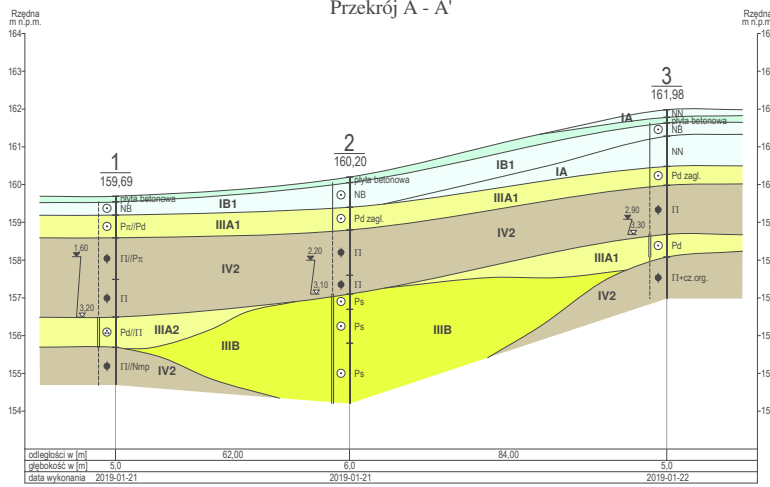 Przekrój A - A'
Rzędna
m n.p.m.
Rzędna
m n.p.m.
164
163
162
161
160
159
158
157
156
155
154
1
159,69
płyta betonowa
NB
Pπ//Pd
Π//Pπ
Π
Pd//Π
Π//Nmp
1,60
3,20
2
160,20
płyta betonowa
NB
Pd zagl.
Π
Π
Ps
Ps
Ps
2,20
3,10
3
161,98
NN
płyta betonowa
NB
NN
Pd zagl.
Π
Pd
Π+cz.org.
2,90
3,30
IA
IB1
IA
IB1
IIIA1
IIIA1
IV2
IV2
IIIA1
IV2
IIIA2
IIIB
IIIB
IV2
odległości w [m] 62,00 84,00
głębokość w [m] 5,0 6,0 5,0
data wykonania 2019-01-21 2019-01-21 2019-01-22